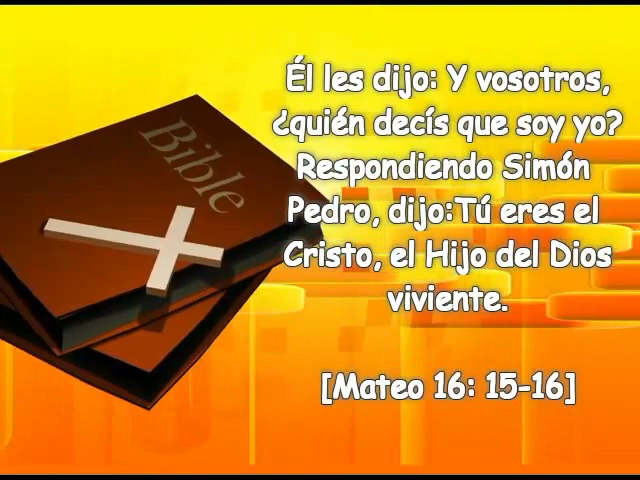 Bible
Él les dijo: Y vosotros,
¿quién decís que soy yo?
Respondiendo Simón
Pedro, dijo:Tú eres el
Cristo, el Hijo del Dios
viviente.
[Mateo 16: 15-16]